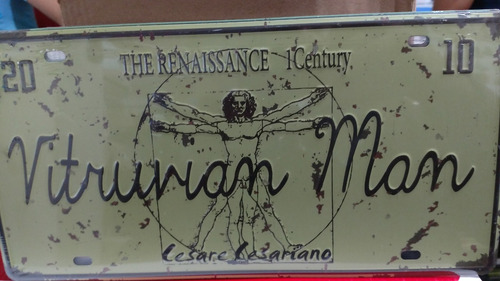 THE RENAISSANCE 1Century
20
10
Vitruvian Man
Cesare Cesariano